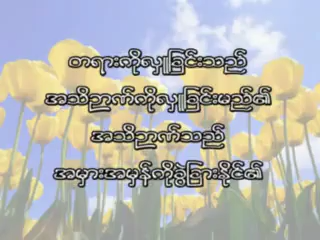 တရားကိုလှူခြင်းသည်
အသိဉာဏ်ကိုလှူခြင်းမည်၏
အသိဉာဏ်သည်
အမှားအမှန်ကိုခွဲခြားနိုင်၏